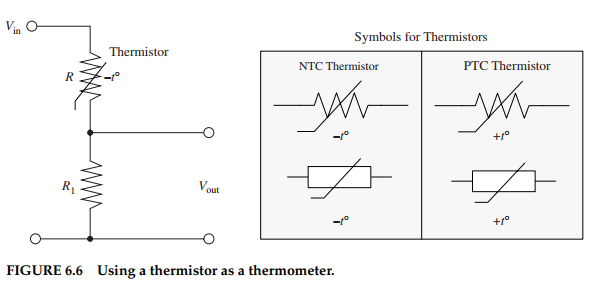 Vin
Thermistor
R
–t°
R1
Vout
Symbols for Thermistors
NTC Thermistor
PTC Thermistor
–t°
+t°
–t°
+t°
FIGURE 6.6 Using a thermistor as a thermometer.